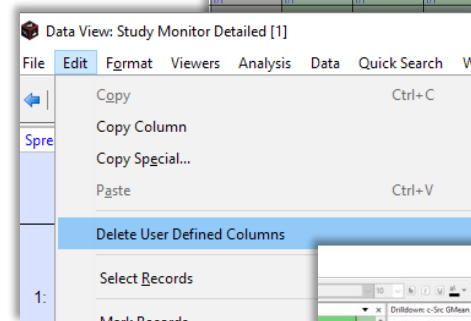 Data View: Study Monitor Detailed [1]
File Edit Format Viewers Analysis Data Quick Search
Copy Ctrl+C
Spre
Copy Column
Copy Special...
Paste Ctrl+V
Delete User Defined Columns
Select Records
1:
10
Drilldown: c-Src GMean